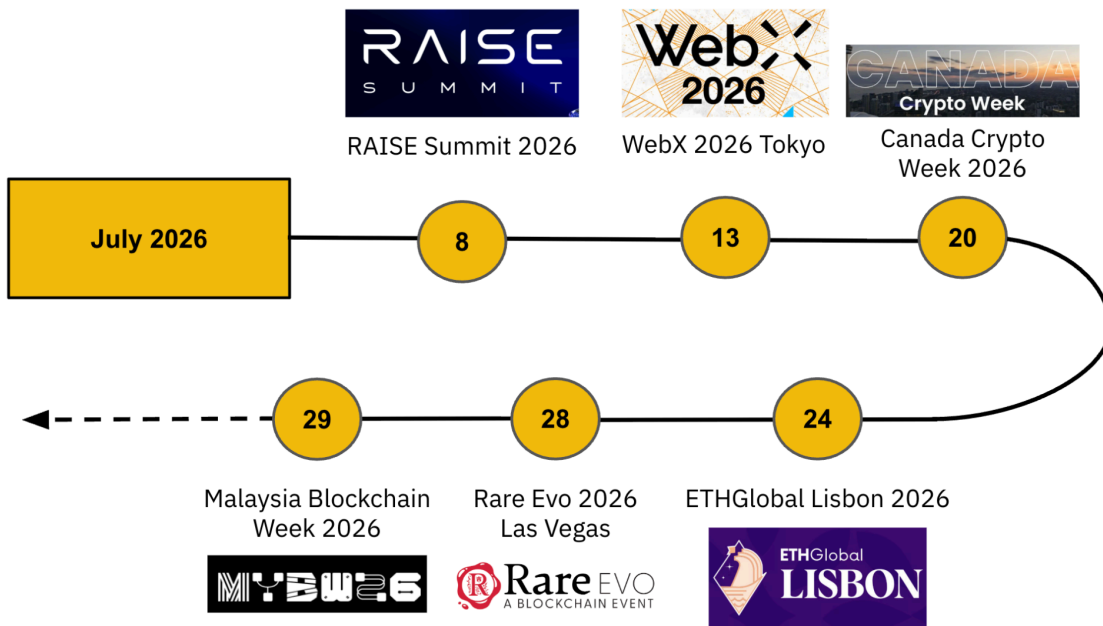 RAISE
SUMMIT
WebX
2026
CANADA
Crypto Week
RAISE Summit 2026
WebX 2026 Tokyo
Canada Crypto
Week 2026
July 2026
8
13
20
29
28
24
Malaysia Blockchain
Week 2026
Rare Evo 2026
Las Vegas
ETHGlobal Lisbon 2026
MYBW26
R
Rare EVO
A BLOCKCHAIN EVENT
ETHGlobal
LISBON